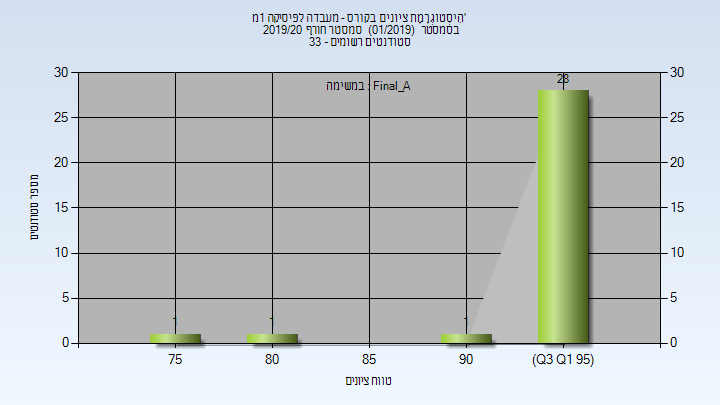 היסטוגרמת ציונים בקורס - מעבדה לפיסיקה 1מ'
בסמסטר (01/2019) סמסטר חורף 2019/20
סטודנטים רשומים - 33
במשימה : Final_A
30 30
25 25
20 20
15 15
10 10
5 5
0 0
מספר סטודנטים
1 1 1 28
75 80 85 90 (Q3 Q1 95)
טווח ציונים